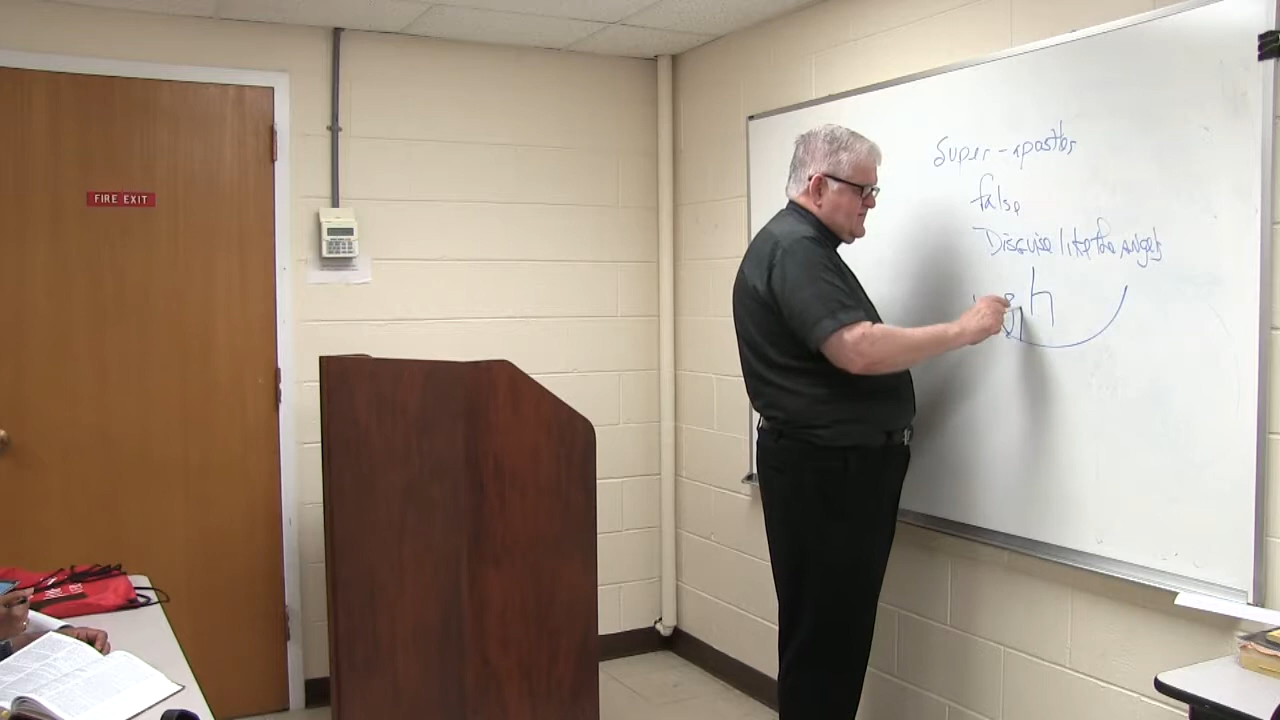 FIRE EXIT
Super-apostles
false
Disguise like the angels
h